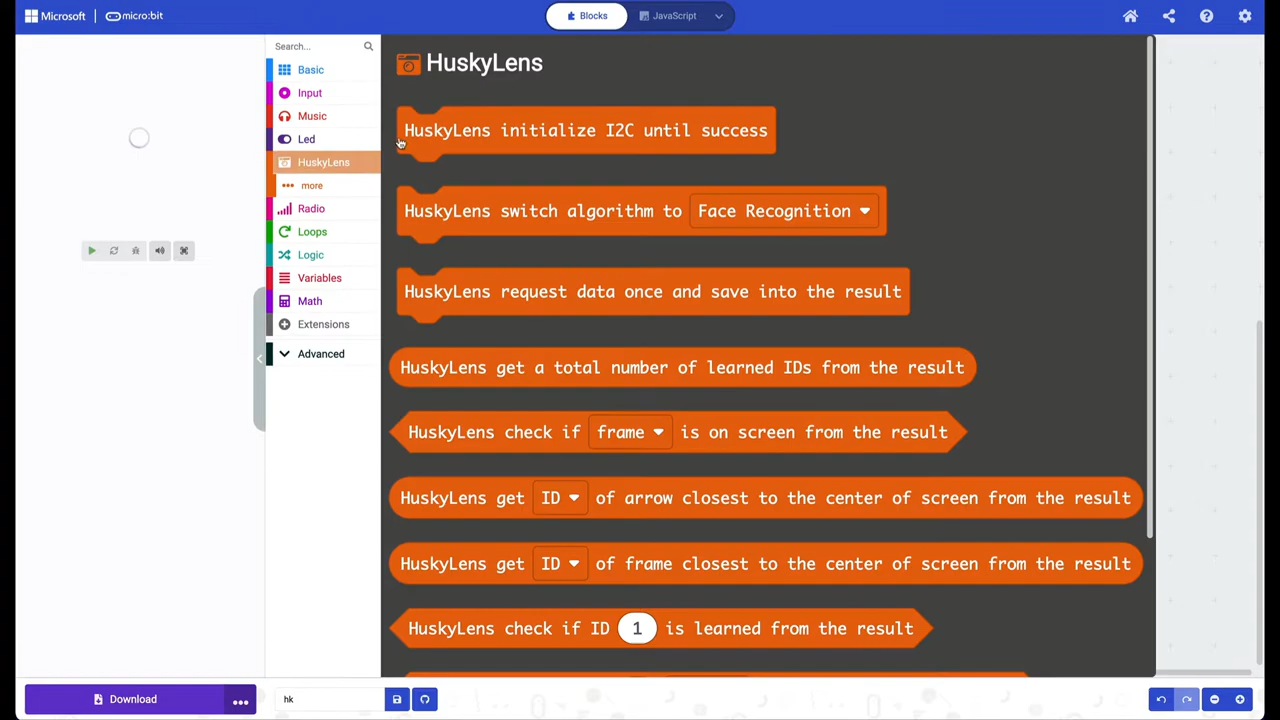 Microsoft
micro:bit
Blocks
JavaScript
Search...
Basic
Input
Music
Led
HuskyLens
more
Radio
Loops
Logic
Variables
Math
Extensions
Advanced
HuskyLens
HuskyLens initialize I2C until success
HuskyLens switch algorithm to Face Recognition
HuskyLens request data once and save into the result
HuskyLens get a total number of learned IDs from the result
HuskyLens check if frame is on screen from the result
HuskyLens get ID of arrow closest to the center of screen from the result
HuskyLens get ID of frame closest to the center of screen from the result
HuskyLens check if ID 1 is learned from the result
Download
hk